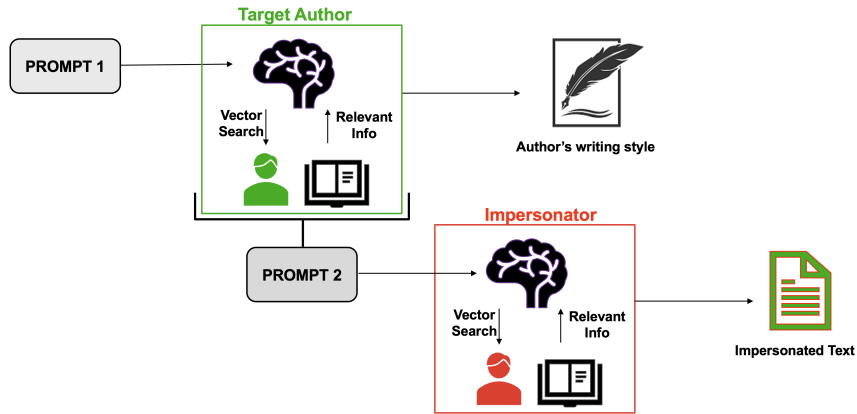 Target Author
PROMPT 1
Vector
Search
Relevant
Info
Author's writing style
Impersonator
PROMPT 2
Vector
Search
Relevant
Info
Impersonated Text